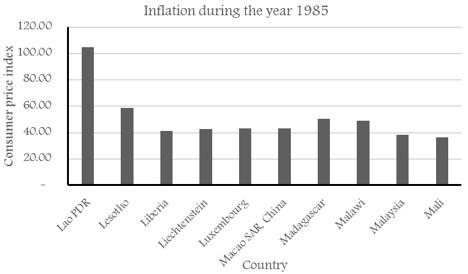 Inflation during the year 1985
Consumer price index
120.00
100.00
80.00
60.00
40.00
20.00
-
Lao PDR
Lesotho
Liberia
Liechtenstein
Luxembourg
Macao SAR, China
Madagascar
Malawi
Malaysia
Mali
Country